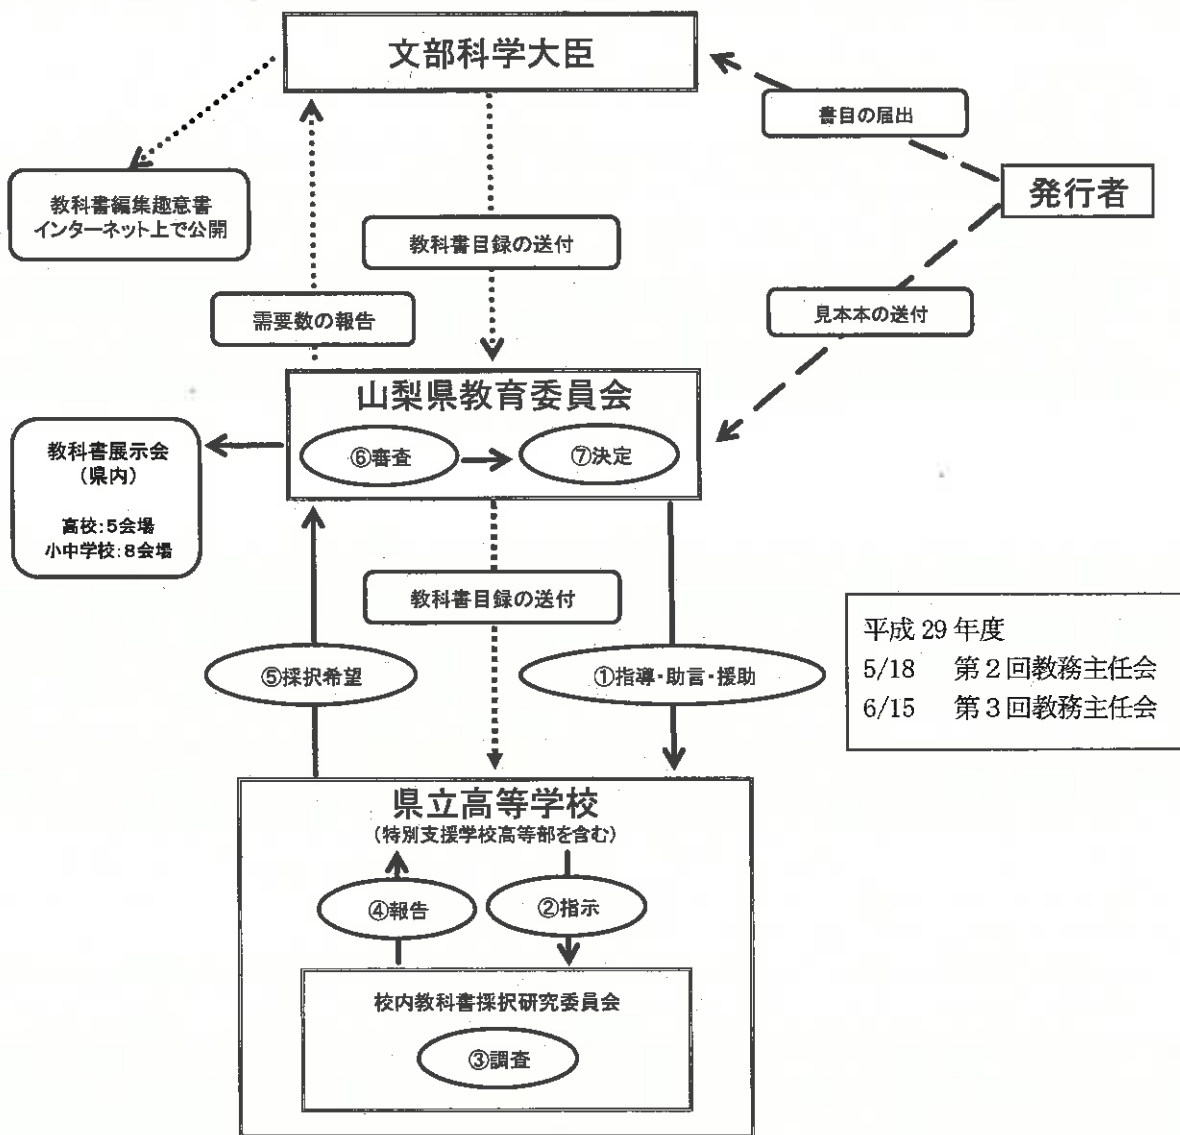 文部科学大臣
書目の届出
発行者
教科書編集趣意書
インターネット上で公開
教科書目録の送付
需要数の報告
見本本の送付
山梨県教育委員会
⑥審査
⑦決定
教科書展示会
(県内)
高校:5会場
小中学校:8会場
教科書目録の送付
⑤採択希望
①指導・助言・援助
平成 29 年度
5/18 第2回教務主任会
6/15 第3回教務主任会
県立高等学校
(特別支援学校高等部を含む)
④報告
②指示
校内教科書採択研究委員会
③調査